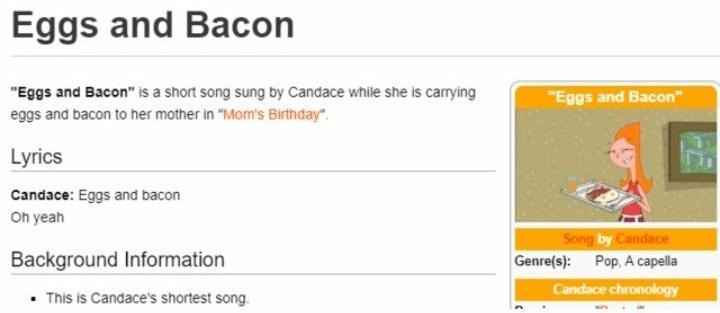 Eggs and Bacon
"Eggs and Bacon" is a short song sung by Candace while she is carrying
eggs and bacon to her mother in "Mom's Birthday".
Lyrics
Candace: Eggs and bacon
Oh yeah
Background Information
▪ This is Candace's shortest song.
"Eggs and Bacon"
Song by Candace
Genre(s): Pop, A capella
Candace chronology